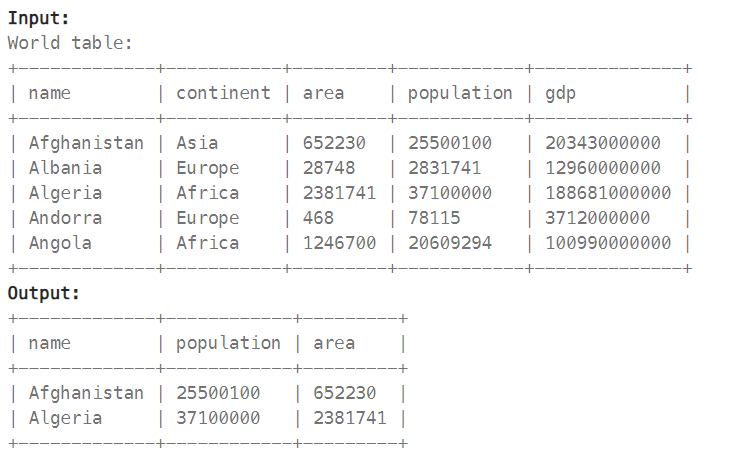 Input:
World table:
+-------------+-----------+---------+------------+--------------+
| name        | continent | area    | population | gdp          |
+-------------+-----------+---------+------------+--------------+
| Afghanistan | Asia      | 652230  | 25500100   | 20343000000  |
| Albania     | Europe    | 28748   | 2831741    | 12960000000  |
| Algeria     | Africa    | 2381741 | 37100000   | 188681000000 |
| Andorra     | Europe    | 468     | 78115      | 3712000000   |
| Angola      | Africa    | 1246700 | 20609294   | 100990000000 |
+-------------+-----------+---------+------------+--------------+
Output:
+-------------+------------+---------+
| name        | population | area    |
+-------------+------------+---------+
| Afghanistan | 25500100   | 652230  |
| Algeria     | 37100000   | 2381741 |
+-------------+------------+---------+